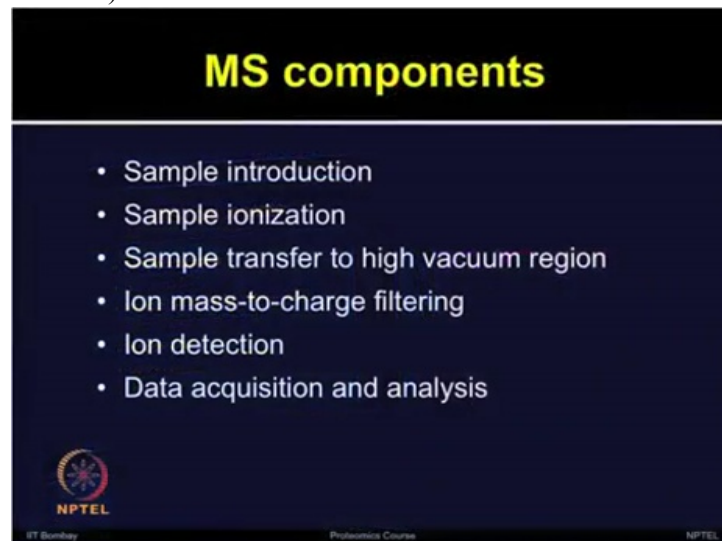 MS components
• Sample introduction
• Sample ionization
• Sample transfer to high vacuum region
• Ion mass-to-charge filtering
• Ion detection
• Data acquisition and analysis
NPTEL
IIT Bombay Proteomics Course NPTEL